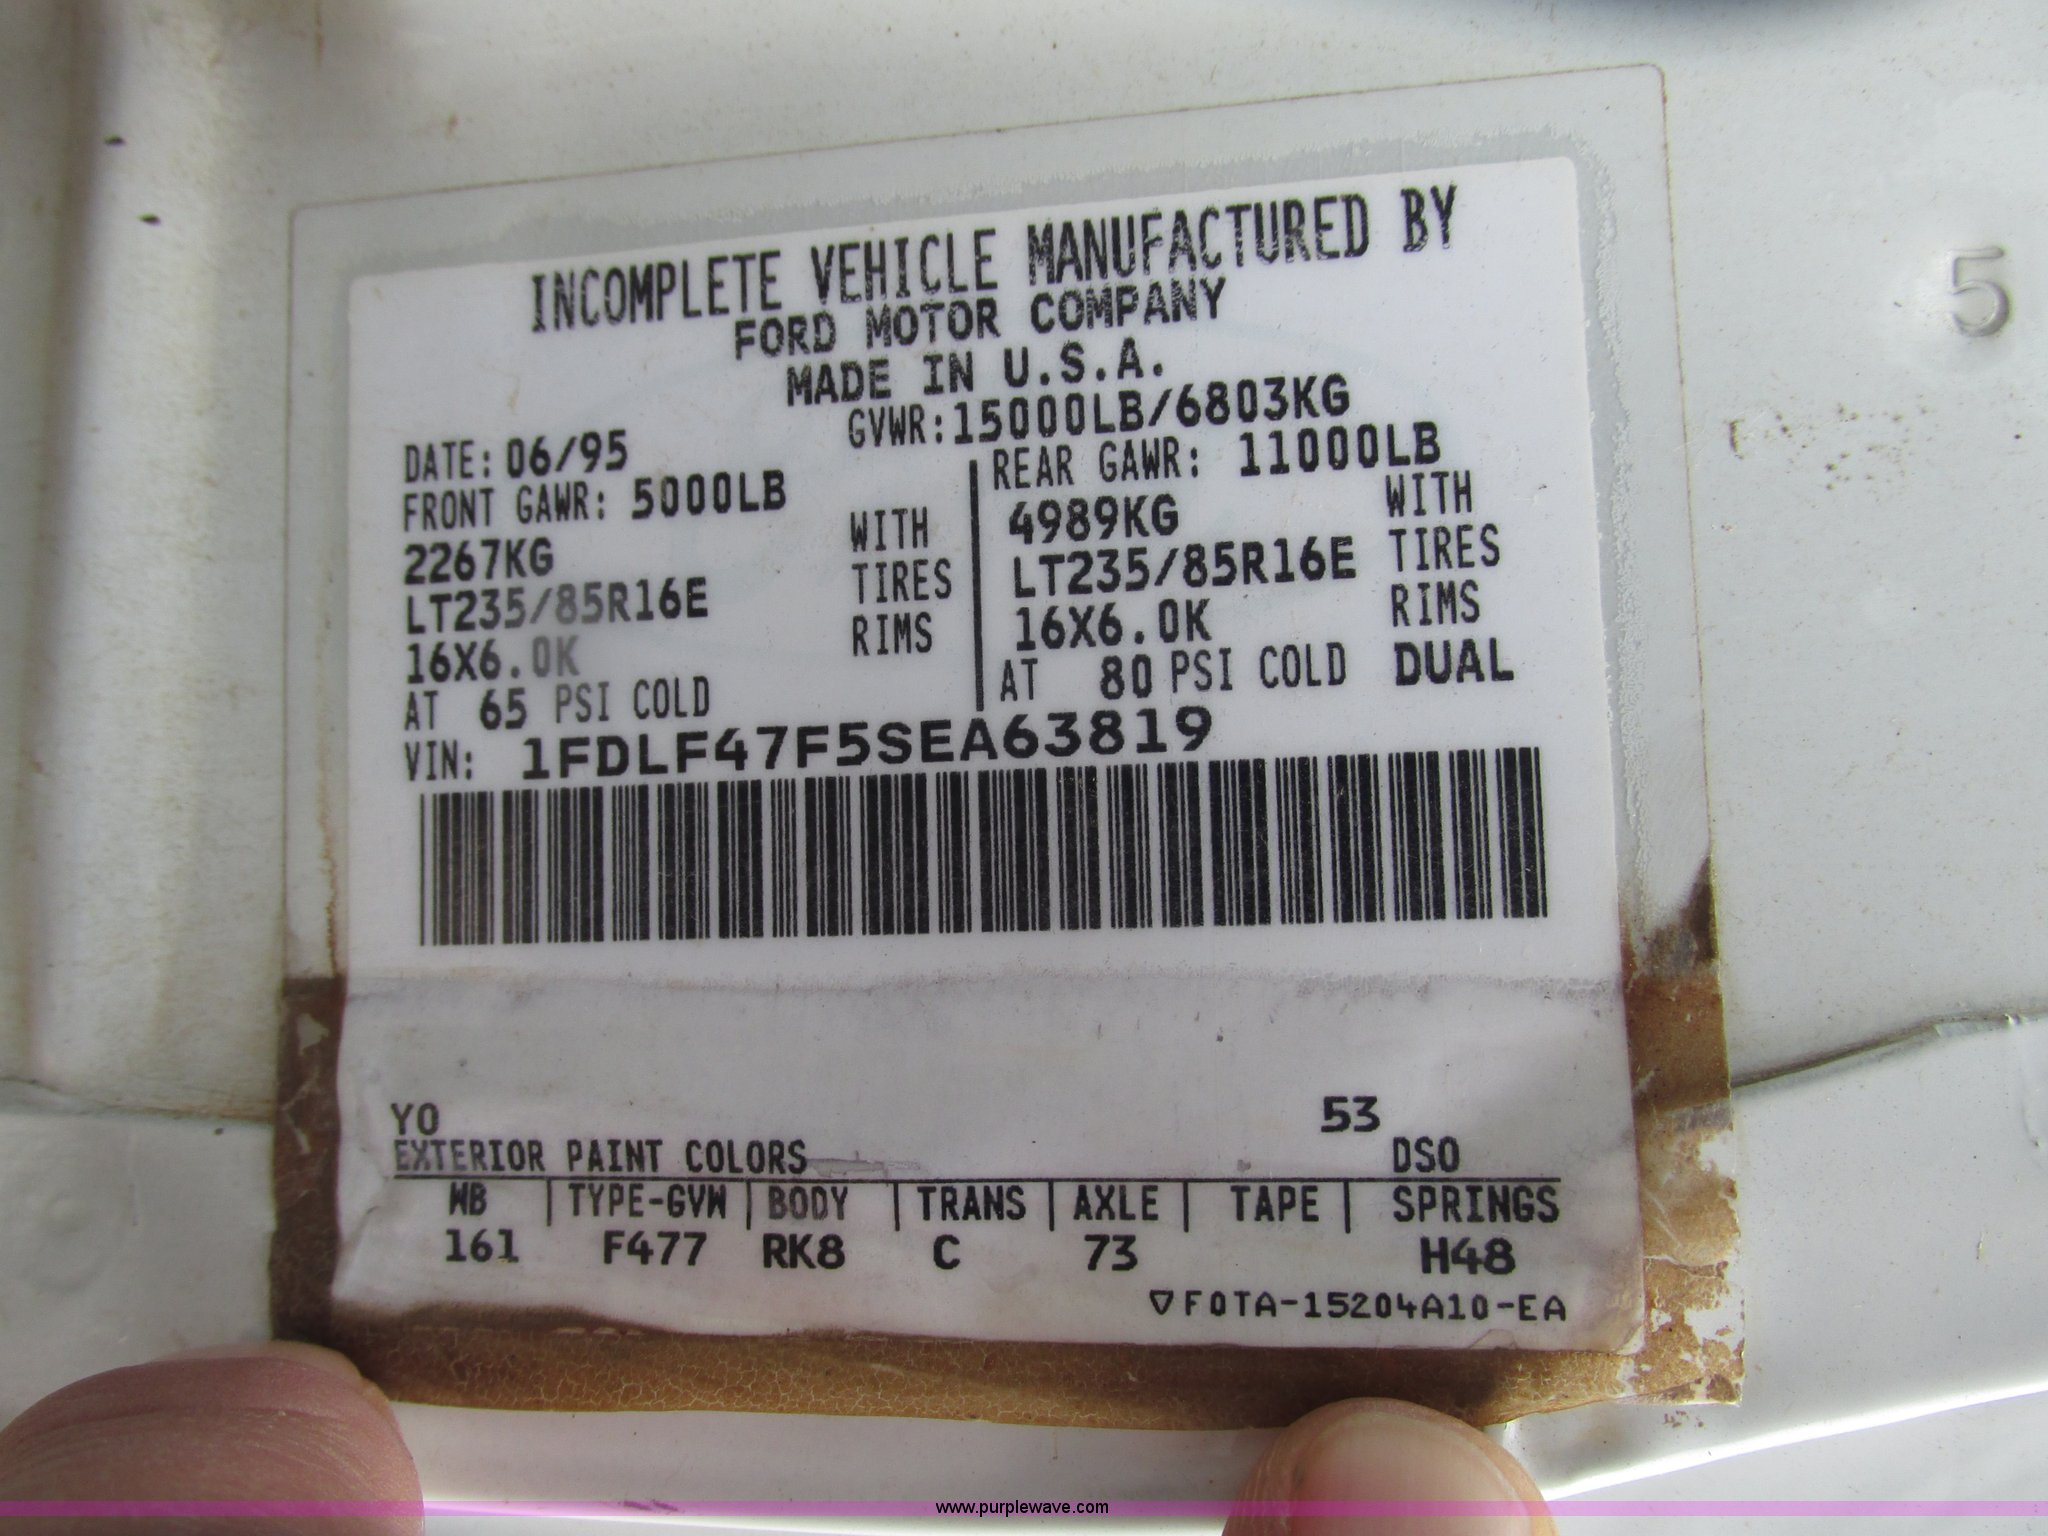 INCOMPLETE VEHICLE MANUFACTURED BY
FORD MOTOR COMPANY
MADE IN U.S.A.
DATE: 06/95 GVWR: 15000LB/6803KG
FRONT GAWR: 5000LB REAR GAWR: 11000LB
2267KG WITH 4989KG WITH
LT235/85R16E TIRES LT235/85R16E TIRES
16X6.0K RIMS 16X6.0K RIMS
AT 65 PSI COLD AT 80 PSI COLD DUAL
VIN: 1FDLF47F5SEA63819
YO 53
EXTERIOR PAINT COLORS DSO
WB | TYPE-GVW | BODY | TRANS | AXLE | TAPE | SPRINGS
161 F477 RK8 C 73 H48
▽F0TA-15204A10-EA
5
www.purplewave.com